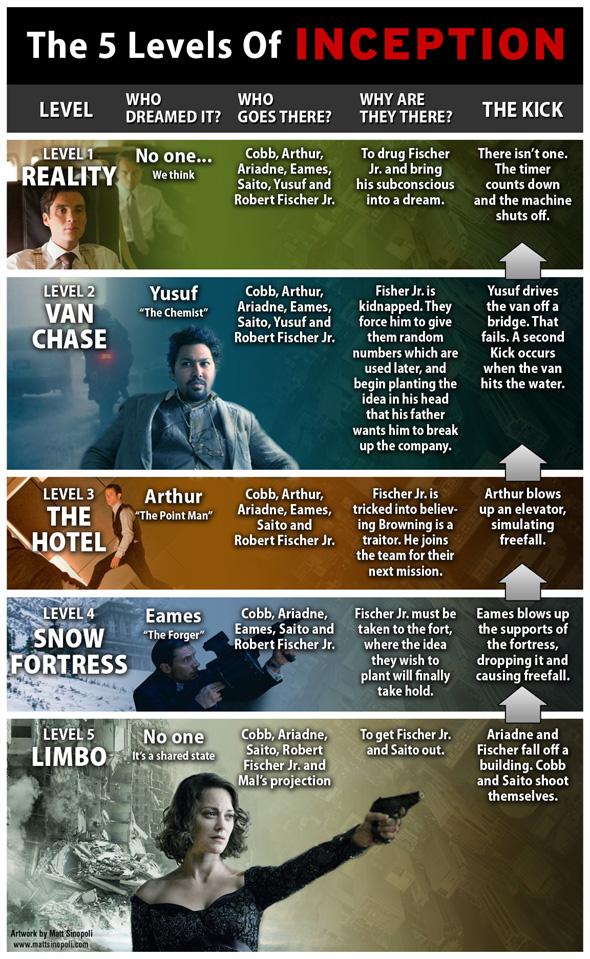 The 5 Levels Of INCEPTION
LEVEL
WHO
DREAMED IT?
WHO
GOES THERE?
WHY ARE
THEY THERE?
THE KICK
LEVEL 1
REALITY
No one...
We think
Cobb, Arthur,
Ariadne, Eames,
Saito, Yusuf and
Robert Fischer Jr.
To drug Fischer
Jr. and bring
his subconscious
into a dream.
There isn't one.
The timer
counts down
and the machine
shuts off.
LEVEL 2
VAN
CHASE
Yusuf
"The Chemist"
Cobb, Arthur,
Ariadne, Eames,
Saito, Yusuf and
Robert Fischer Jr.
Fisher Jr. is
kidnapped. They
force him to give
them random
numbers which are
used later, and
begin planting the
idea in his head
that his father
wants him to break
up the company.
Yusuf drives
the van off a
bridge. That
fails. A second
Kick occurs
when the van
hits the water.
LEVEL 3
THE
HOTEL
Arthur
"The Point Man"
Cobb, Arthur,
Ariadne, Eames,
Saito and
Robert Fischer Jr.
Fischer Jr. is
tricked into believ-
ing Browning is a
traitor. He joins
the team for their
next mission.
Arthur blows
up an elevator,
simulating
freefall.
LEVEL 4
SNOW
FORTRESS
Eames
"The Forger"
Cobb, Ariadne,
Eames, Saito and
Robert Fischer Jr.
Fischer Jr. must be
taken to the fort,
where the idea
they wish to
plant will finally
take hold.
Eames blows up
the supports of
the fortress,
dropping it and
causing freefall.
LEVEL 5
LIMBO
No one
It's a shared state
Cobb, Ariadne,
Saito, Robert
Fischer Jr. and
Mal's projection
To get Fischer Jr.
and Saito out.
Ariadne and
Fischer fall off a
building. Cobb
and Saito shoot
themselves.
Artwork by Matt Sinopoli
www.mattsinopoli.com